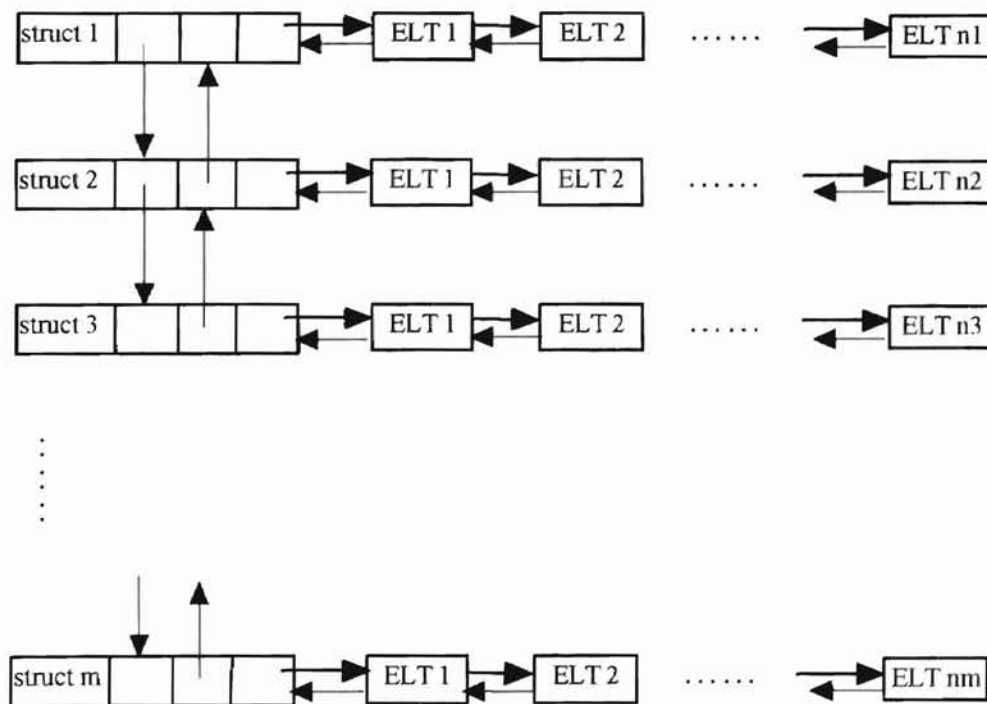 struct 1 ELT 1 ELT 2 ...... ELT n1
struct 2 ELT 1 ELT 2 ...... ELT n2
struct 3 ELT 1 ELT 2 ...... ELT n3
struct m ELT 1 ELT 2 ...... ELT nm